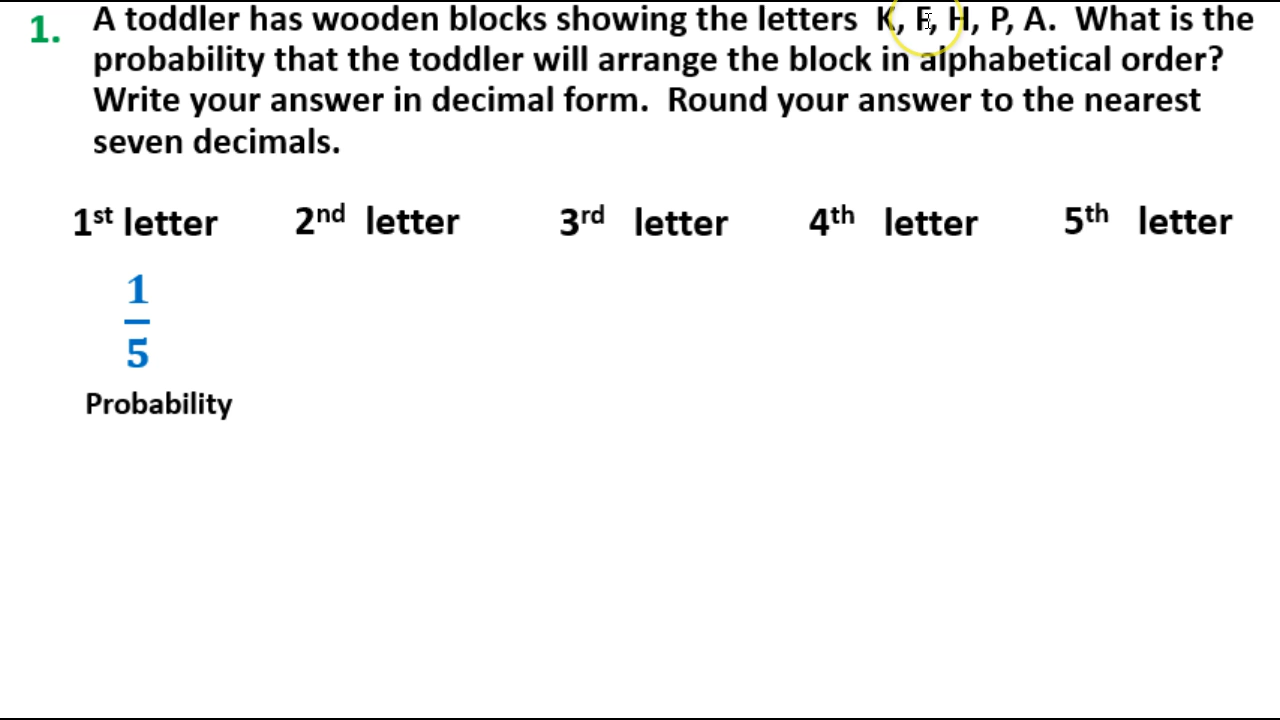 1. A toddler has wooden blocks showing the letters K, F, H, P, A. What is the
probability that the toddler will arrange the block in alphabetical order?
Write your answer in decimal form. Round your answer to the nearest
seven decimals.
1st letter 2nd letter 3rd letter 4th letter 5th letter
1
5
Probability